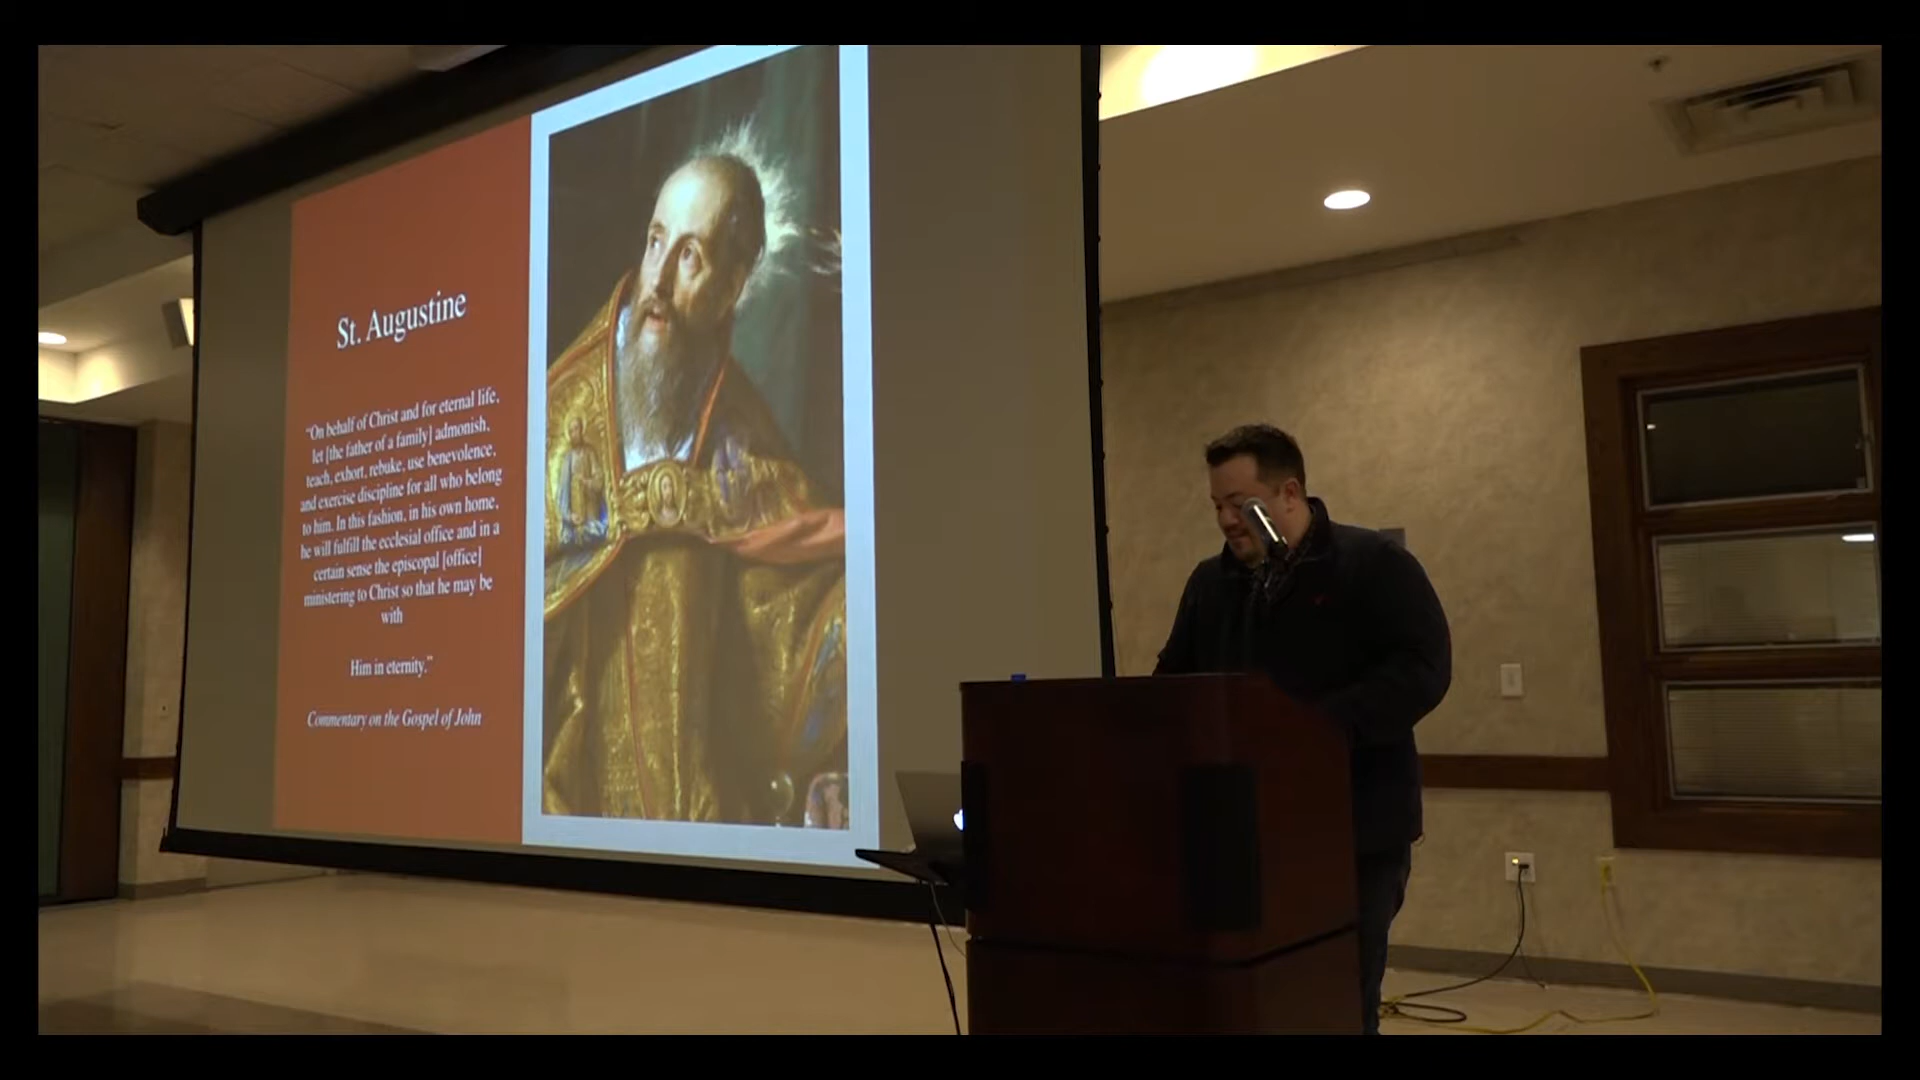 St. Augustine
“On behalf of Christ and for eternal life,
let [the father of a family] admonish,
teach, exhort, rebuke, use benevolence,
and exercise discipline for all who belong
to him. In this fashion, in his own home,
he will fulfill the ecclesial office and in a
certain sense the episcopal [office]
ministering to Christ so that he may be
with
Him in eternity.”
Commentary on the Gospel of John